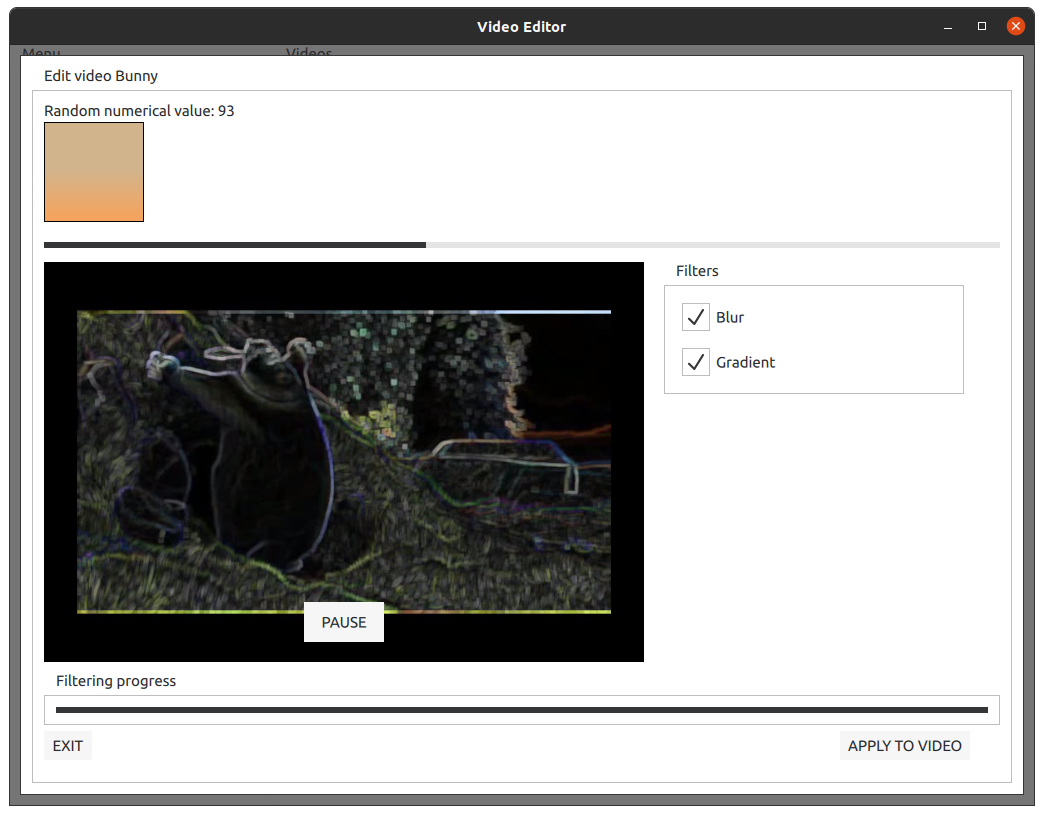 Video Editor
Menu
Videos
Edit video Bunny
Random numerical value: 93
Filters
Blur
Gradient
PAUSE
Filtering progress
EXIT
APPLY TO VIDEO